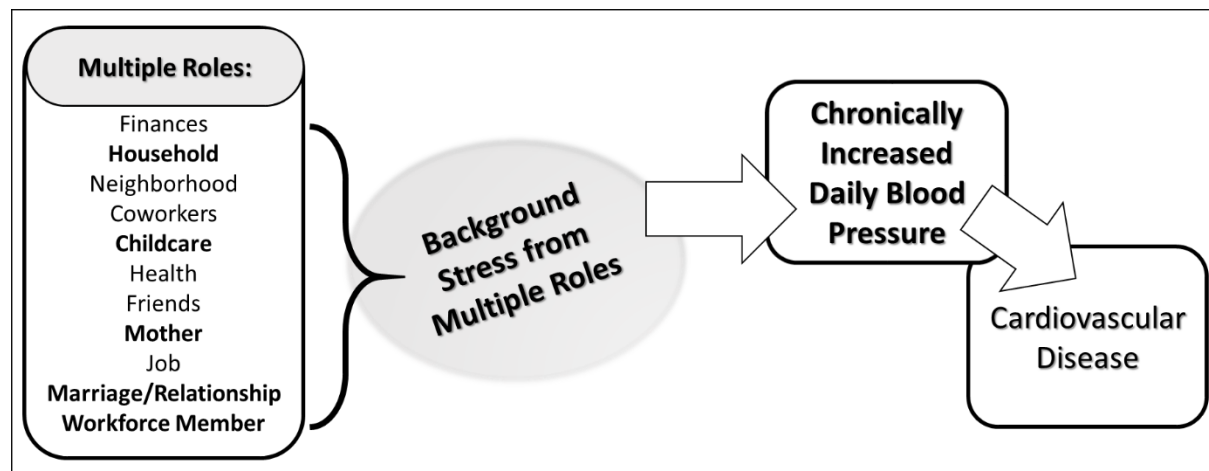 Multiple Roles:
Finances
Household
Neighborhood
Coworkers
Childcare
Health
Friends
Mother
Job
Marriage/Relationship
Workforce Member
Background
Stress from
Multiple Roles
Chronically
Increased
Daily Blood
Pressure
Cardiovascular
Disease